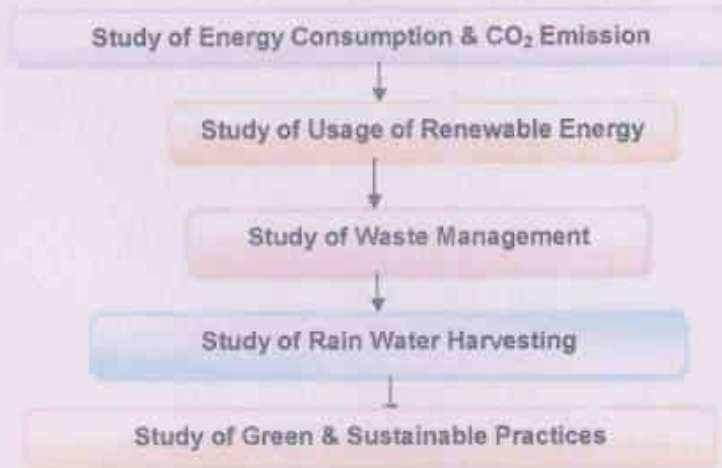 Study of Energy Consumption & CO₂ Emission
Study of Usage of Renewable Energy
Study of Waste Management
Study of Rain Water Harvesting
Study of Green & Sustainable Practices